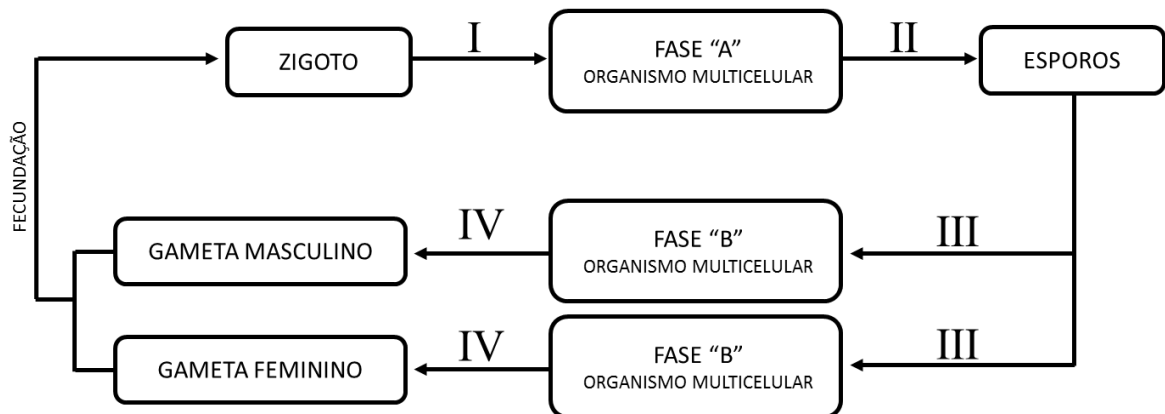 ZIGOTO
I
FASE “A”
ORGANISMO MULTICELULAR
II
ESPOROS
FECUNDAÇÃO
GAMETA MASCULINO
IV
FASE “B”
ORGANISMO MULTICELULAR
III
GAMETA FEMININO
IV
FASE “B”
ORGANISMO MULTICELULAR
III